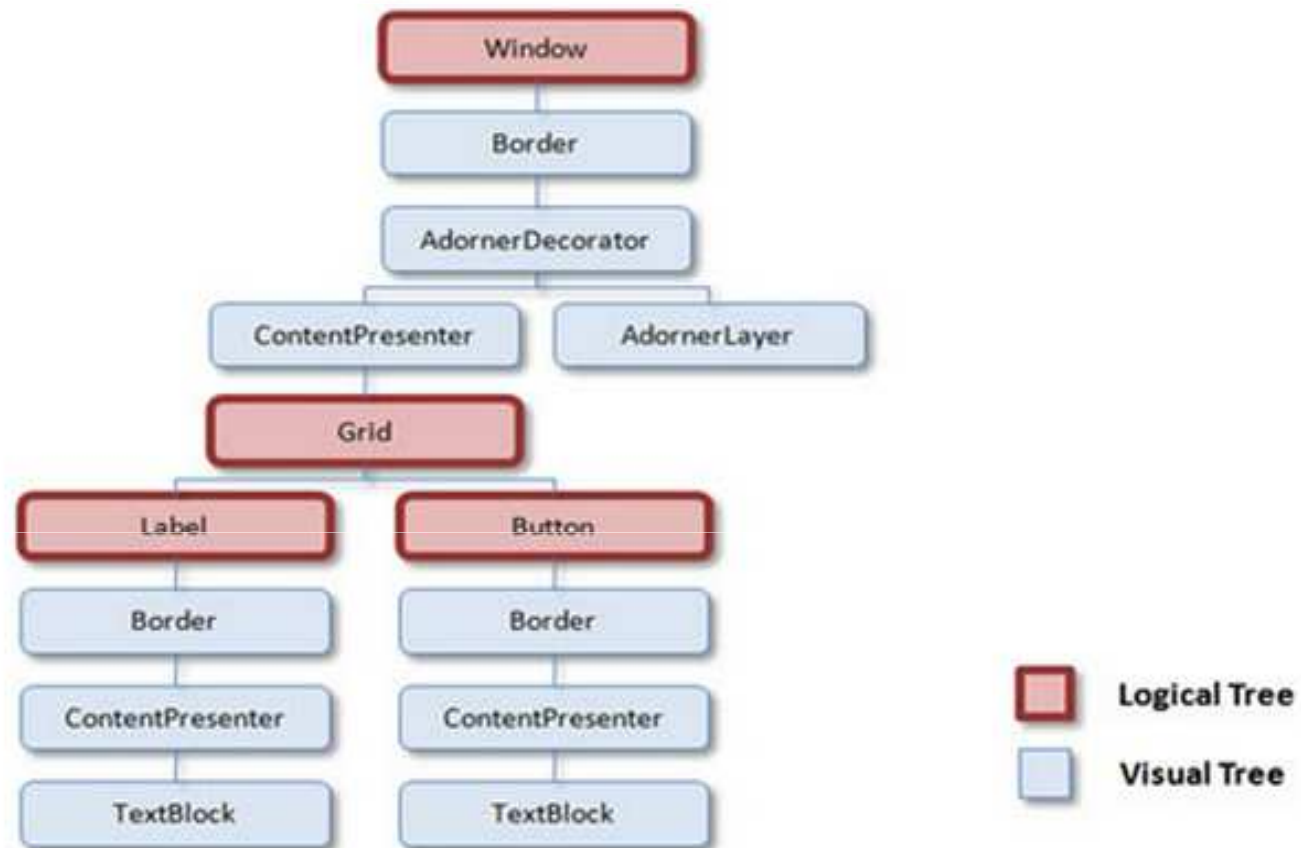 Window
Border
AdornerDecorator
ContentPresenter
AdornerLayer
Grid
Label
Button
Border
Border
ContentPresenter
ContentPresenter
TextBlock
TextBlock
Logical Tree
Visual Tree